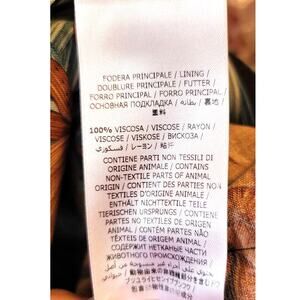 FODERA PRINCIPALE / LINING /
DOUBLURE PRINCIPALE / FUTTER /
FORRO PRINCIPAL / FORRO PRINCIPAL /
ОСНОВНАЯ ПОДКЛАДКА / بطانة / 裏地 /
里料
100% VISCOSA / VISCOSE / RAYON /
VISCOSE / VISKOSE / ВИСКОЗА /
فسكوزي / レーヨン / 粘纤
CONTIENE PARTI NON TESSILI DI
ORIGINE ANIMALE / CONTAINS
NON-TEXTILE PARTS OF ANIMAL
ORIGIN / CONTIENT DES PARTIES NON
TEXTILES D'ORIGINE ANIMALE /
ENTHÄLT NICHTTEXTILE TEILE
TIERISCHEN URSPRUNGS / CONTIENE
PARTES NO TEXTILES DE ORIGEN
ANIMAL / CONTÉM PARTES NÃO
TÊXTEIS DE ORIGEM ANIMAL /
СОДЕРЖИТ НЕТКАНЫЕ ЧАСТИ
ЖИВОТНОГО ПРОИСХОЖДЕНИЯ /